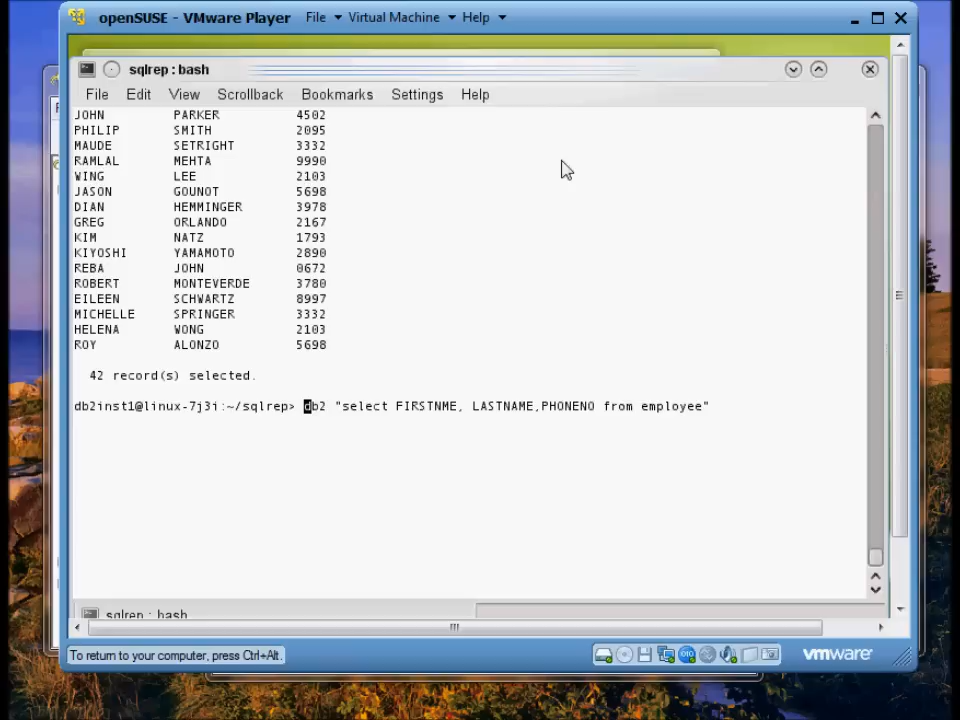 openSUSE - VMware Player File Virtual Machine Help
sqlrep : bash
File Edit View Scrollback Bookmarks Settings Help
JOHN PARKER 4502
PHILIP SMITH 2095
MAUDE SETRIGHT 3332
RAMLAL MEHTA 9990
WING LEE 2103
JASON GOUNOT 5698
DIAN HEMMINGER 3978
GREG ORLANDO 2167
KIM NATZ 1793
KIYOSHI YAMAMOTO 2890
REBA JOHN 0672
ROBERT MONTEVERDE 3780
EILEEN SCHWARTZ 8997
MICHELLE SPRINGER 3332
HELENA WONG 2103
ROY ALONZO 5698
42 record(s) selected.
db2inst1@linux-7j3i:~/sqlrep> db2 "select FIRSTNME, LASTNAME,PHONENO from employee"
sqlrep : bash
To return to your computer, press Ctrl+Alt.
vmware